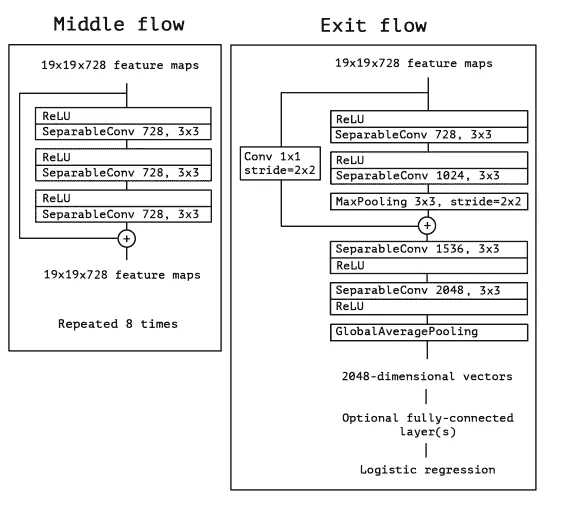 Middle flow
19x19x728 feature maps
ReLU
SeparableConv 728, 3x3
ReLU
SeparableConv 728, 3x3
ReLU
SeparableConv 728, 3x3
+
19x19x728 feature maps
Repeated 8 times
Exit flow
19x19x728 feature maps
Conv 1x1
stride=2x2
ReLU
SeparableConv 728, 3x3
ReLU
SeparableConv 1024, 3x3
MaxPooling 3x3, stride=2x2
+
SeparableConv 1536, 3x3
ReLU
SeparableConv 2048, 3x3
ReLU
GlobalAveragePooling
2048-dimensional vectors
Optional fully-connected
layer(s)
Logistic regression